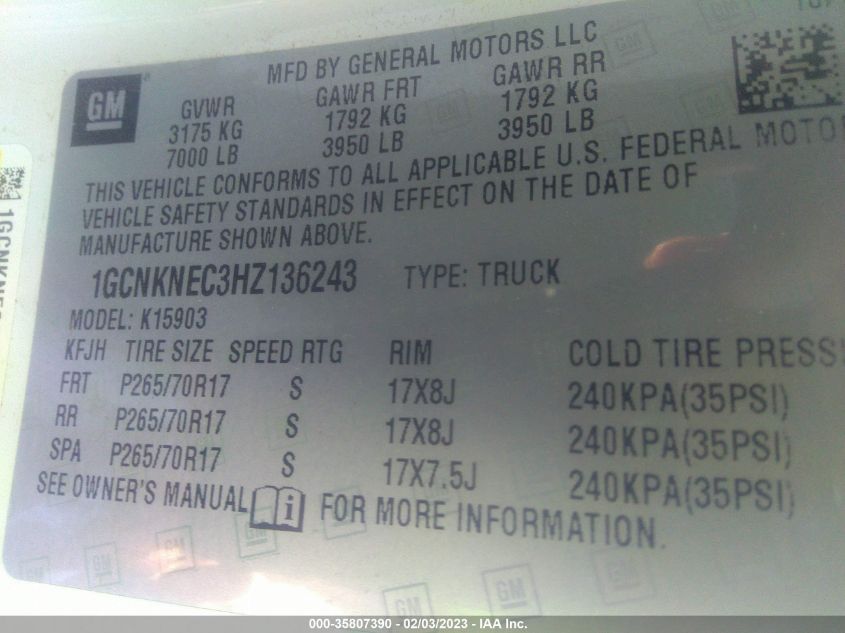 GM
MFD BY GENERAL MOTORS LLC
GVWR GAWR FRT GAWR RR
3175 KG 1792 KG 1792 KG
7000 LB 3950 LB 3950 LB
THIS VEHICLE CONFORMS TO ALL APPLICABLE U.S. FEDERAL MOTO
VEHICLE SAFETY STANDARDS IN EFFECT ON THE DATE OF
MANUFACTURE SHOWN ABOVE.
1GCNKNEC3HZ136243 TYPE: TRUCK
MODEL: K15903
KFJH TIRE SIZE SPEED RTG RIM COLD TIRE PRESS
FRT P265/70R17 S 17X8J 240KPA(35PSI)
RR P265/70R17 S 17X8J 240KPA(35PSI)
SPA P265/70R17 S 17X7.5J 240KPA(35PSI)
SEE OWNER'S MANUAL i FOR MORE INFORMATION.
GM GM
000-35807390 - 02/03/2023 - IAA Inc.